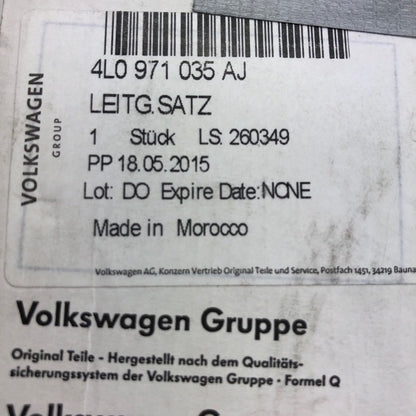 VOLKSWAGEN
GROUP
4L0 971 035 AJ
LEITG.SATZ
1 Stück LS: 260349
PP 18.05.2015
Lot: DO Expire Date:NONE
Made in Morocco
Volkswagen AG, Konzern Vertrieb Original Teile und Service, Postfach 1451, 34219 Bauna
Volkswagen Gruppe
Original Teile - Hergestellt nach dem Qualitäts-
sicherungssystem der Volkswagen Gruppe · Formel Q
Volkswagen G